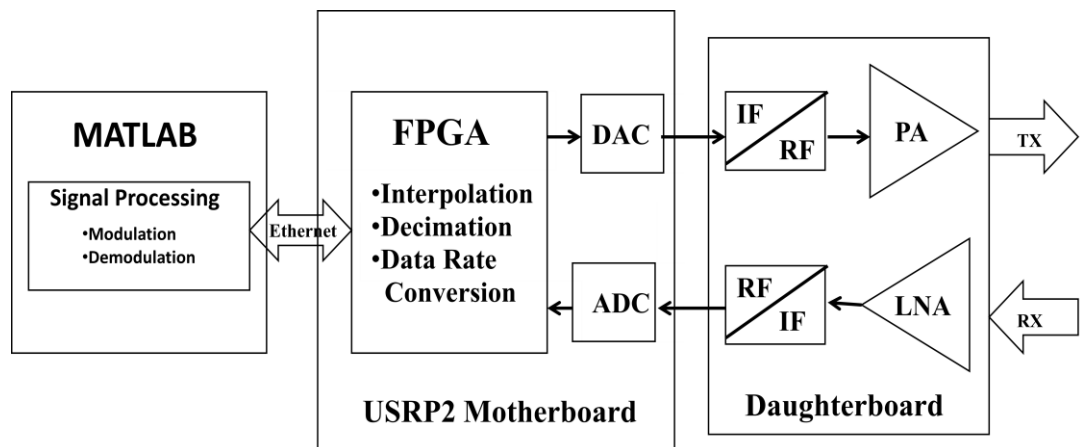 MATLAB
Signal Processing
•Modulation
•Demodulation
Ethernet
FPGA
•Interpolation
•Decimation
•Data Rate
Conversion
DAC
ADC
USRP2 Motherboard
IF
RF
PA
TX
RF
IF
LNA
RX
Daughterboard